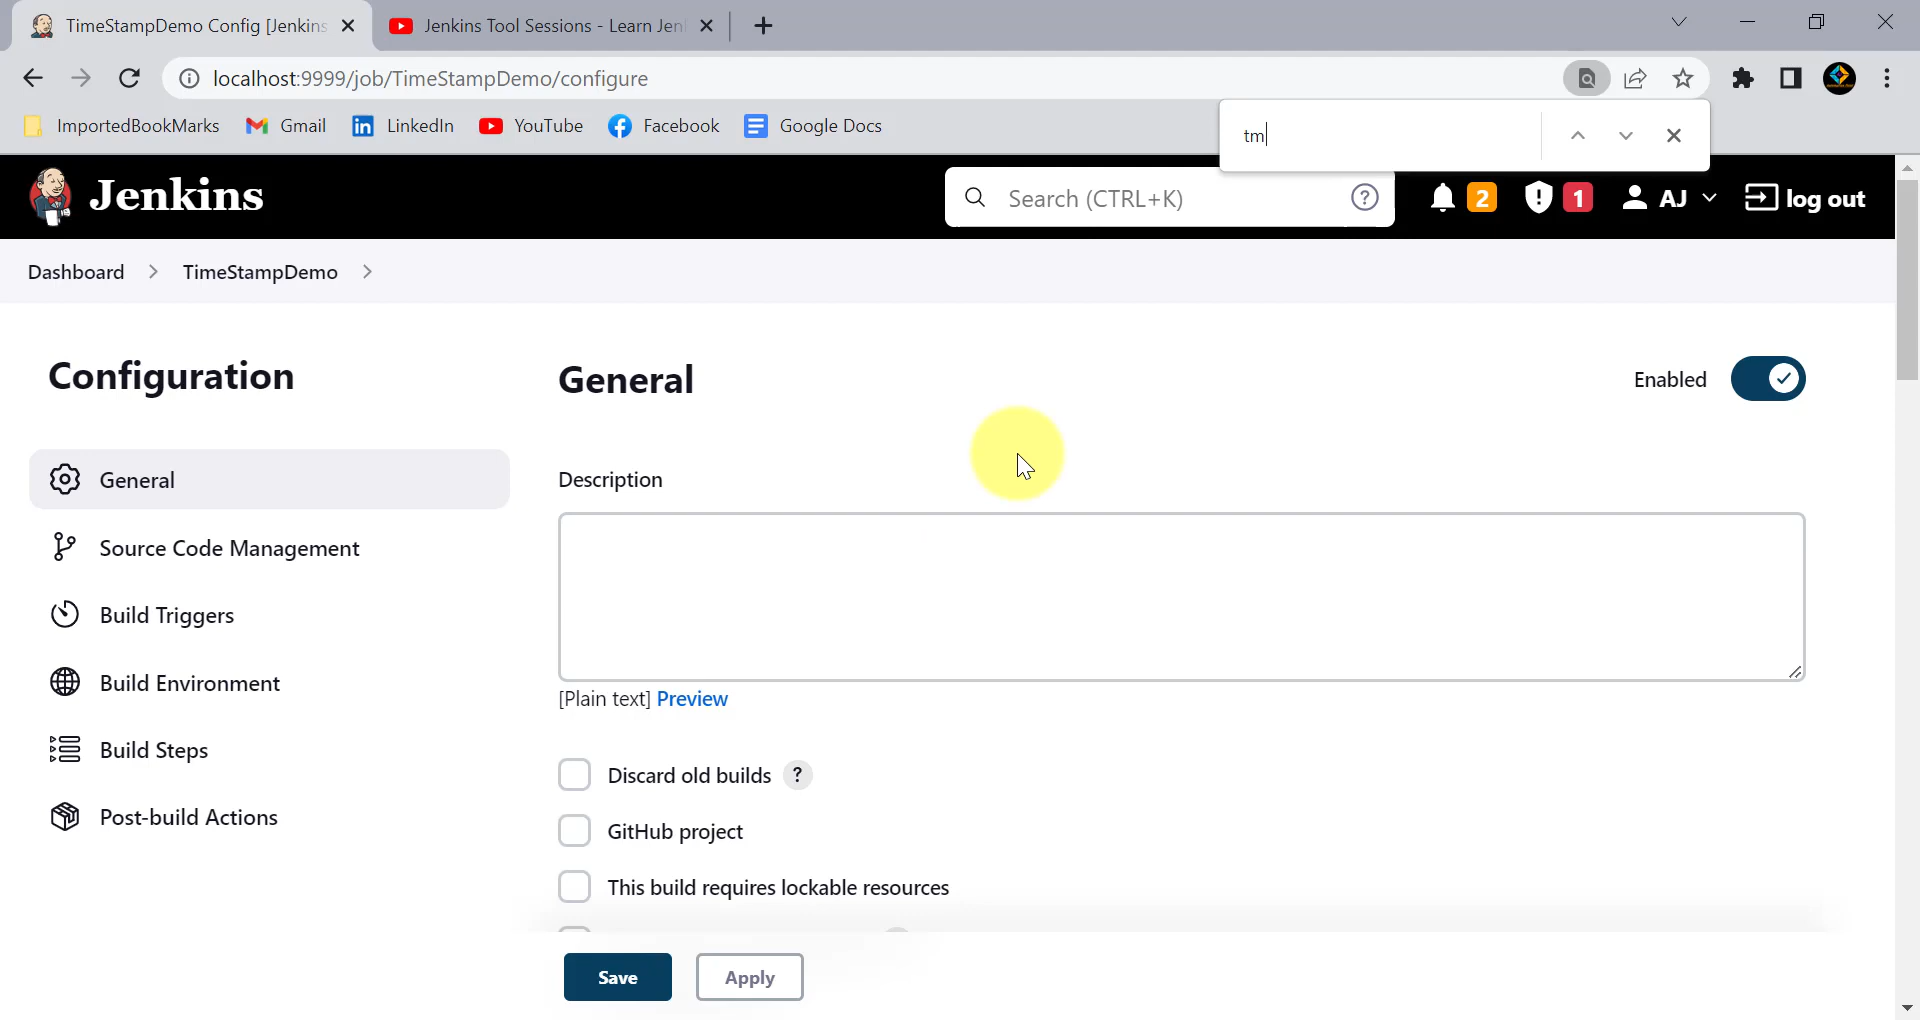 TimeStampDemo Config [Jenkins
Jenkins Tool Sessions - Learn Jen
localhost:9999/job/TimeStampDemo/configure
ImportedBookMarks Gmail LinkedIn YouTube Facebook Google Docs
tm
Jenkins
Search (CTRL+K) ? 2 1 AJ log out
Dashboard TimeStampDemo
Configuration
General
Source Code Management
Build Triggers
Build Environment
Build Steps
Post-build Actions
General
Enabled
Description
[Plain text] Preview
Discard old builds ?
GitHub project
This build requires lockable resources
Save Apply